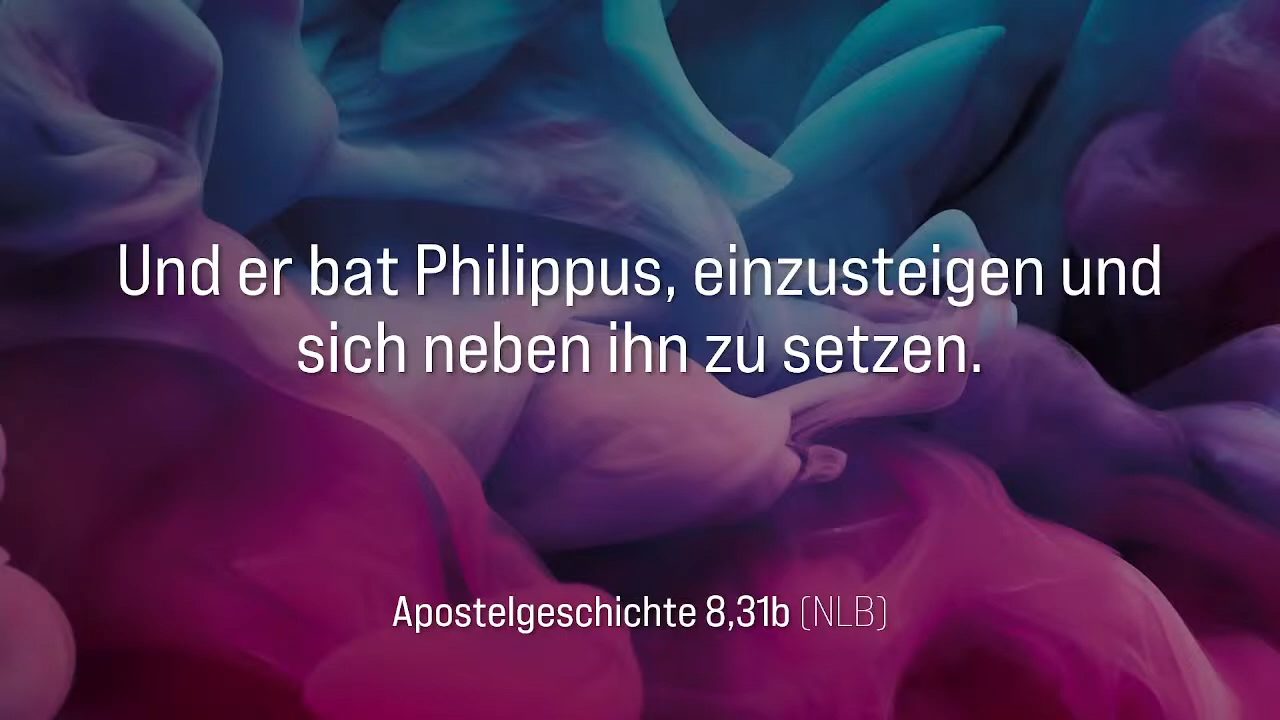 Und er bat Philippus, einzusteigen und
sich neben ihn zu setzen.
Apostelgeschichte 8,31b (NLB)